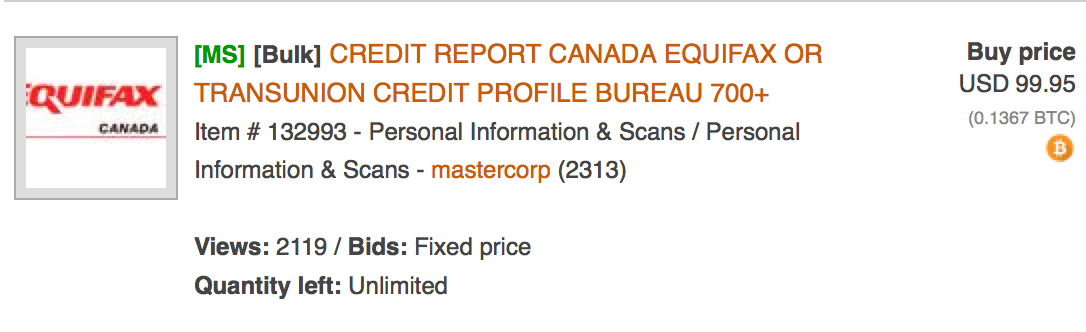 EQUIFAX
CANADA
[MS] [Bulk] CREDIT REPORT CANADA EQUIFAX OR
TRANSUNION CREDIT PROFILE BUREAU 700+
Item # 132993 - Personal Information & Scans / Personal
Information & Scans - mastercorp (2313)
Views: 2119 / Bids: Fixed price
Quantity left: Unlimited
Buy price
USD 99.95
(0.1367 BTC)